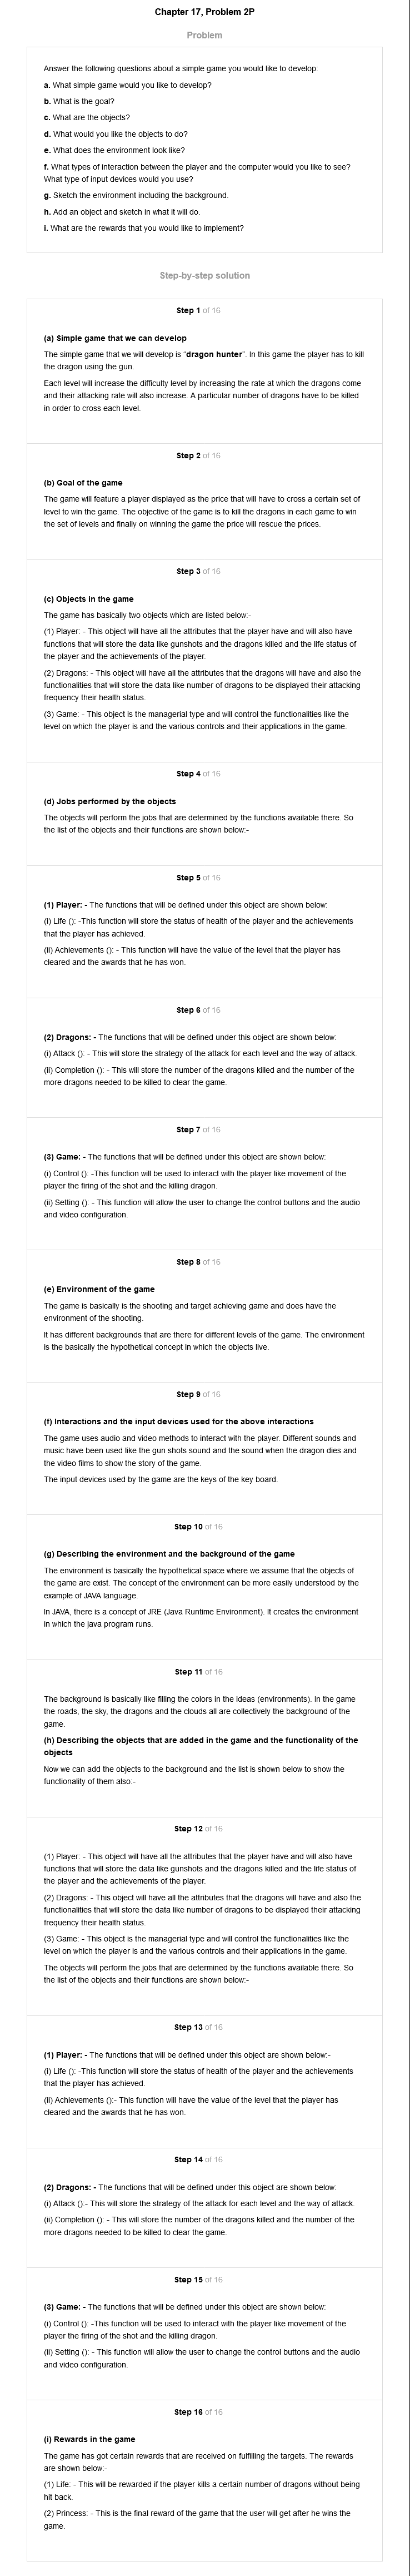 Chapter 17, Problem 2P
Problem
Answer the following questions about a simple game you would like to develop:
a. What simple game would you like to develop?
b. What is the goal?
c. What are the objects?
d. What would you like the objects to do?
e. What does the environment look like?
f. What types of interaction between the player and the computer would you like to see?
What type of input devices would you use?
g. Sketch the environment including the background.
h. Add an object and sketch in what it will do.
i. What are the rewards that you would like to implement?
Step-by-step solution
Step 1 of 16
(a) Simple game that we can develop
The simple game that we will develop is “dragon hunter”. In this game the player has to kill
the dragon using the gun.
Each level will increase the difficulty level by increasing the rate at which the dragons come
and their attacking rate will also increase. A particular number of dragons have to be killed
in order to cross each level.
Step 2 of 16
(b) Goal of the game
The game will feature a player displayed as the price that will have to cross a certain set of
level to win the game. The objective of the game is to kill the dragons in each game to win
the set of levels and finally on winning the game the price will rescue the prices.
Step 3 of 16
(c) Objects in the game
The game has basically two objects which are listed below:-
(1) Player: - This object will have all the attributes that the player have and will also have
functions that will store the data like gunshots and the dragons killed and the life status of
the player and the achievements of the player.
(2) Dragons: - This object will have all the attributes that the dragons will have and also the
functionalities that will store the data like number of dragons to be displayed their attacking
frequency their health status.
(3) Game: - This object is the managerial type and will control the functionalities like the
level on which the player is and the various controls and their applications in the game.
Step 4 of 16
(d) Jobs performed by the objects
The objects will perform the jobs that are determined by the functions available there. So
the list of the objects and their functions are shown below:-
Step 5 of 16
(1) Player: - The functions that will be defined under this object are shown below:
(i) Life (): -This function will store the status of health of the player and the achievements
that the player has achieved.
(ii) Achievements (): - This function will have the value of the level that the player has
cleared and the awards that he has won.
Step 6 of 16
(2) Dragons: - The functions that will be defined under this object are shown below:
(i) Attack (): - This will store the strategy of the attack for each level and the way of attack.
(ii) Completion (): - This will store the number of the dragons killed and the number of the
more dragons needed to be killed to clear the game.
Step 7 of 16
(3) Game: - The functions that will be defined under this object are shown below:
(i) Control (): -This function will be used to interact with the player like movement of the
player the firing of the shot and the killing dragon.
(ii) Setting (): - This function will allow the user to change the control buttons and the audio
and video configuration.
Step 8 of 16
(e) Environment of the game
The game is basically is the shooting and target achieving game and does have the
environment of the shooting.
It has different backgrounds that are there for different levels of the game. The environment
is the basically the hypothetical concept in which the objects live.
Step 9 of 16
(f) Interactions and the input devices used for the above interactions
The game uses audio and video methods to interact with the player. Different sounds and
music have been used like the gun shots sound and the sound when the dragon dies and
the video films to show the story of the game.
The input devices used by the game are the keys of the key board.
Step 10 of 16
(g) Describing the environment and the background of the game
The environment is basically the hypothetical space where we assume that the objects of
the game are exist. The concept of the environment can be more easily understood by the
example of JAVA language.
In JAVA, there is a concept of JRE (Java Runtime Environment). It creates the environment
in which the java program runs.
Step 11 of 16
The background is basically like filling the colors in the ideas (environments). In the game
the roads, the sky, the dragons and the clouds all are collectively the background of the
game.
(h) Describing the objects that are added in the game and the functionality of the
objects
Now we can add the objects to the background and the list is shown below to show the
functionality of them also:-
Step 12 of 16
(1) Player: - This object will have all the attributes that the player have and will also have
functions that will store the data like gunshots and the dragons killed and the life status of
the player and the achievements of the player.
(2) Dragons: - This object will have all the attributes that the dragons will have and also the
functionalities that will store the data like number of dragons to be displayed their attacking
frequency their health status.
(3) Game: - This object is the managerial type and will control the functionalities like the
level on which the player is and the various controls and their applications in the game.
The objects will perform the jobs that are determined by the functions available there. So
the list of the objects and their functions are shown below:-
Step 13 of 16
(1) Player: - The functions that will be defined under this object are shown below:-
(i) Life (): -This function will store the status of health of the player and the achievements
that the player has achieved.
(ii) Achievements ():- This function will have the value of the level that the player has
cleared and the awards that he has won.
Step 14 of 16
(2) Dragons: - The functions that will be defined under this object are shown below:
(i) Attack ():- This will store the strategy of the attack for each level and the way of attack.
(ii) Completion (): - This will store the number of the dragons killed and the number of the
more dragons needed to be killed to clear the game.
Step 15 of 16
(3) Game: - The functions that will be defined under this object are shown below:
(i) Control (): -This function will be used to interact with the player like movement of the
player the firing of the shot and the killing dragon.
(ii) Setting (): - This function will allow the user to change the control buttons and the audio
and video configuration.
Step 16 of 16
(i) Rewards in the game
The game has got certain rewards that are received on fulfilling the targets. The rewards
are shown below:-
(1) Life: - This will be rewarded if the player kills a certain number of dragons without being
hit back.
(2) Princess: - This is the final reward of the game that the user will get after he wins the
game.